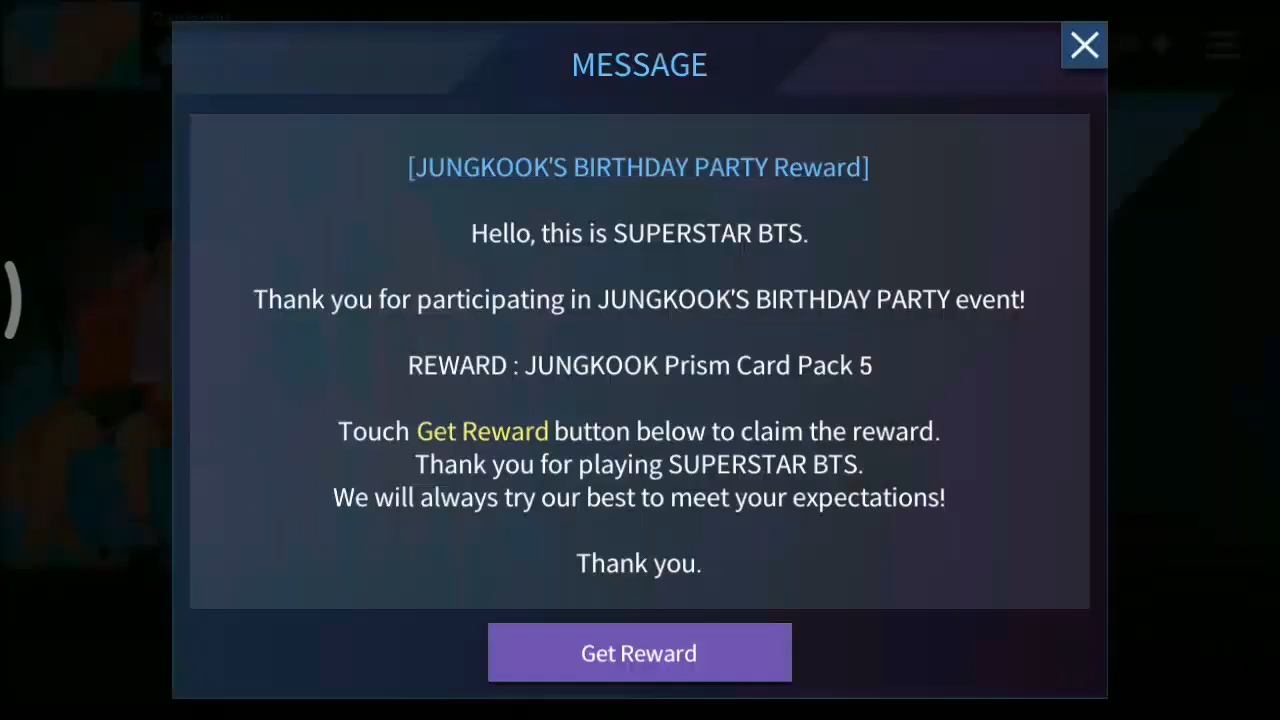 MESSAGE
[JUNGKOOK'S BIRTHDAY PARTY Reward]
Hello, this is SUPERSTAR BTS.
Thank you for participating in JUNGKOOK'S BIRTHDAY PARTY event!
REWARD : JUNGKOOK Prism Card Pack 5
Touch Get Reward button below to claim the reward.
Thank you for playing SUPERSTAR BTS.
We will always try our best to meet your expectations!
Thank you.
Get Reward